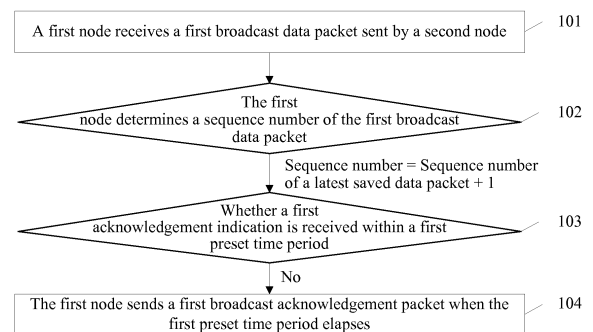 A first node receives a first broadcast data packet sent by a second node
101
The first
node determines a sequence number of the first broadcast
data packet
102
Sequence number = Sequence number
of a latest saved data packet + 1
Whether a first
acknowledgement indication is received within a first
preset time period
103
No
The first node sends a first broadcast acknowledgement packet when the
first preset time period elapses
104